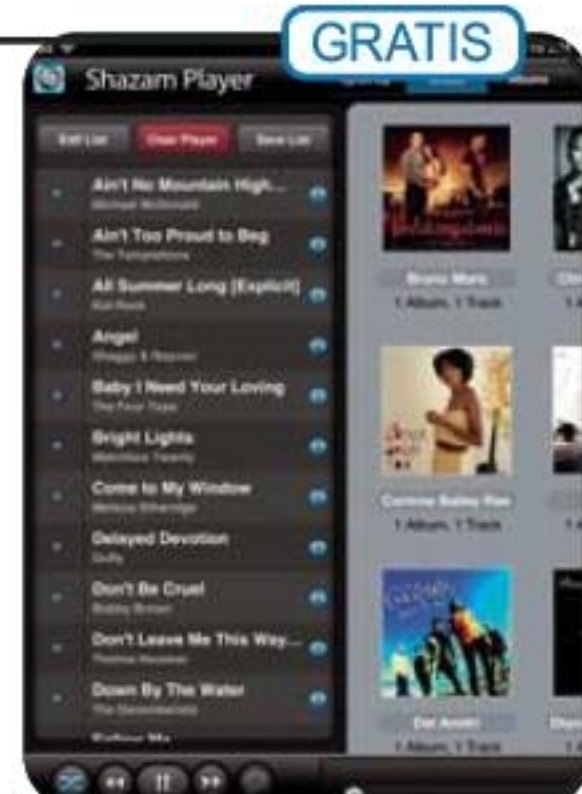 GRATIS
Shazam Player
Edit List
Clear Player
Save List
Ain't No Mountain High...
Michael McDonald
Ain't Too Proud to Beg
The Temptations
All Summer Long [Explicit]
Kid Rock
Angel
Shaggy &
Baby I Need Your Loving
The Four Tops
Bright Lights
Matchbox Twenty
Come to My Window
Melissa Etheridge
Delayed Devotion
Duffy
Don't Be Cruel
Bobby Brown
Don't Leave Me This Way...
Thelma Houston
Down By The Water
The Decemberists
Bruno Mars
1 Album, 1 Track
Corinne Bailey Rae
1 Album, 1 Track
1 Album, 1 Track